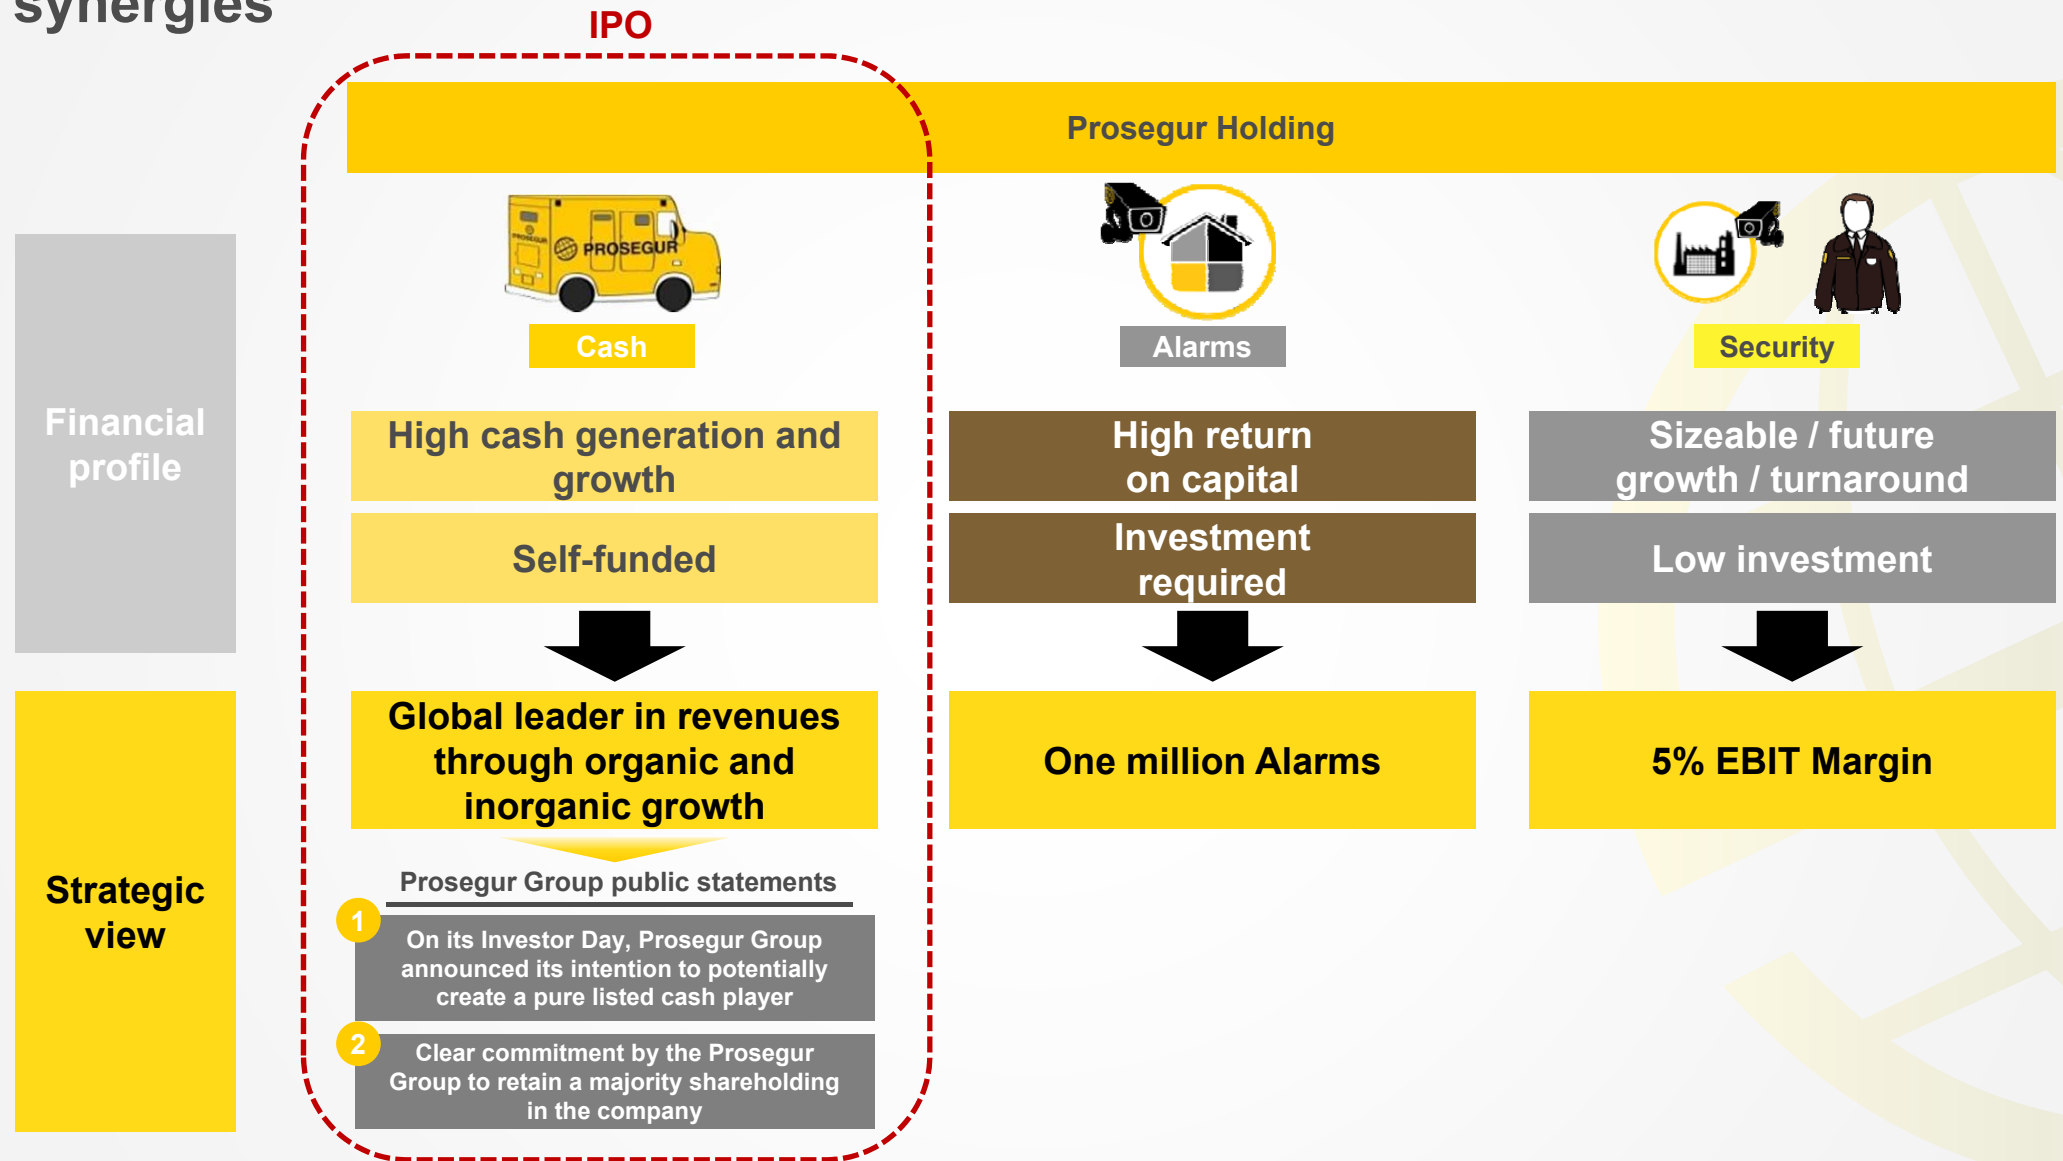 synergies
IPO
Prosegur Holding
PROSEGUR
PROSEGUR
Cash
Alarms
Security
Financial
profile
High cash generation and
growth
High return
on capital
Sizeable / future
growth / turnaround
Self-funded
Investment
required
Low investment
Strategic
view
Global leader in revenues
through organic and
inorganic growth
One million Alarms
5% EBIT Margin
Prosegur Group public statements
1
On its Investor Day, Prosegur Group
announced its intention to potentially
create a pure listed cash player
2
Clear commitment by the Prosegur
Group to retain a majority shareholding
in the company